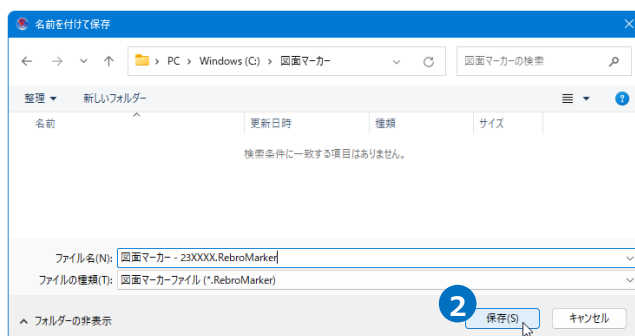 名前を付けて保存
PC › Windows (C:) › 図面マーカー
図面マーカーの検索
整理 新しいフォルダー
名前 更新日時 種類 サイズ
検索条件に一致する項目はありません。
ファイル名(N): 図面マーカー - 23XXXX.RebroMarker
ファイルの種類(T): 図面マーカーファイル (*.RebroMarker)
2
フォルダーの非表示 保存(S) キャンセル